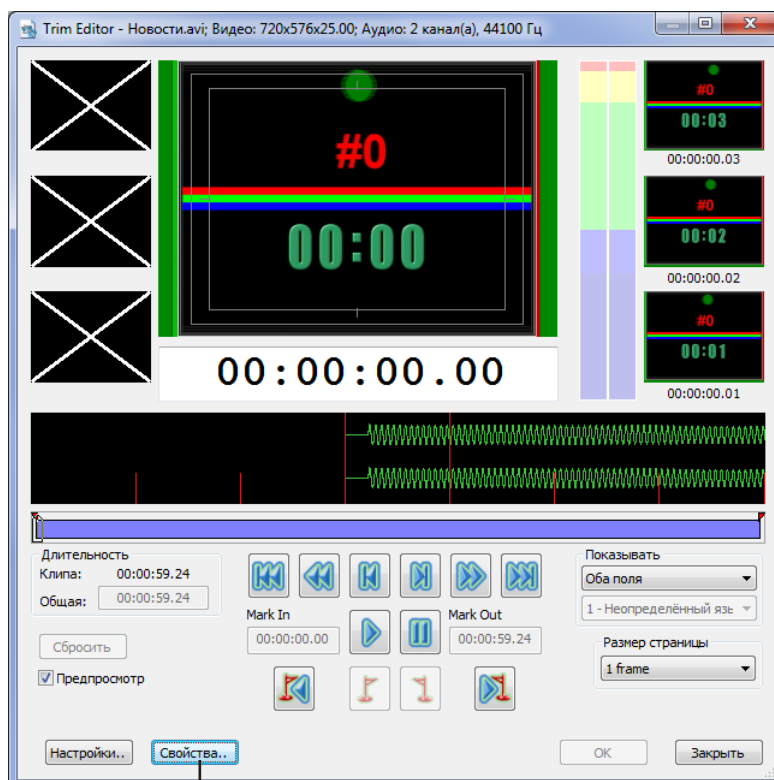 Trim Editor - Новости.avi; Видео: 720x576x25.00; Аудио: 2 канал(а), 44100 Гц
#0
00:00
00:00:00.00
#0
00:03
00:00:00.03
#0
00:02
00:00:00.02
#0
00:01
00:00:00.01
Длительность
Клипа: 00:00:59.24
Общая: 00:00:59.24
Сбросить
Предпросмотр
Mark In
00:00:00.00
Mark Out
00:00:59.24
Показывать
Оба поля
1 - Неопределённый язь
Размер страницы
1 frame
Настройки..
Свойства..
OK
Закрыть